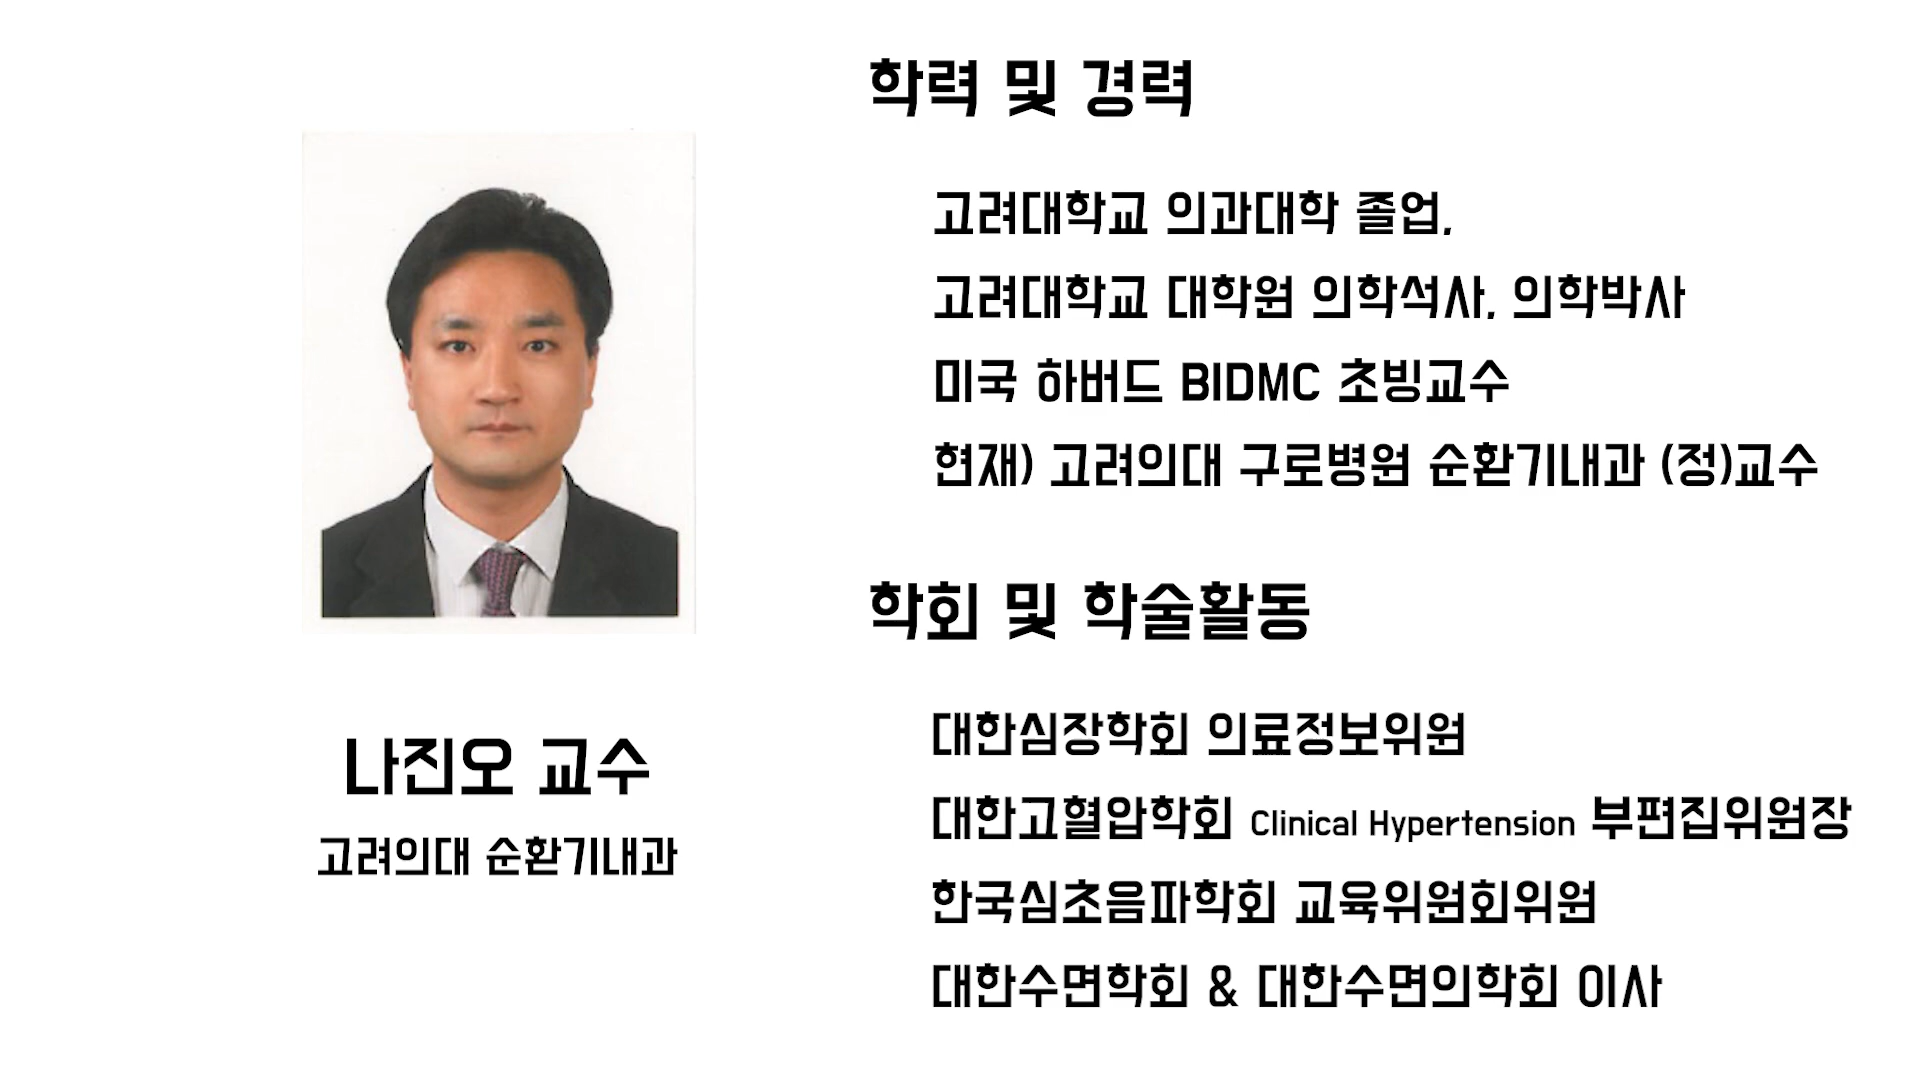 학력 및 경력
고려대학교 의과대학 졸업,
고려대학교 대학원 의학석사, 의학박사
미국 하버드 BIDMC 초빙교수
현재) 고려의대 구로병원 순환기내과 (정)교수
학회 및 학술활동
대한심장학회 의료정보위원
대한고혈압학회 Clinical Hypertension 부편집위원장
한국심초음파학회 교육위원회위원
대한수면학회 & 대한수면의학회 이사
나진오 교수
고려의대 순환기내과